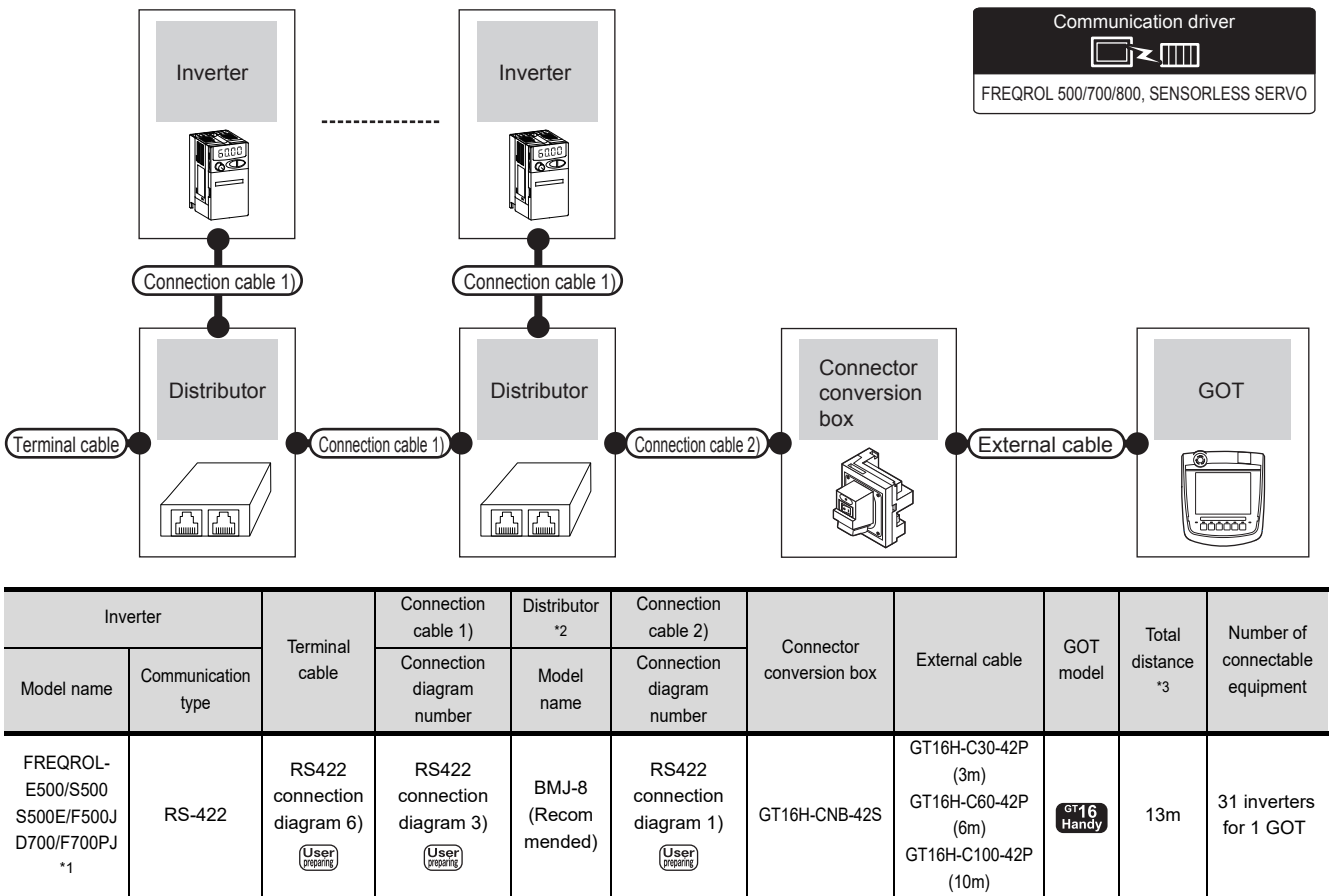 Communication driver
FREQROL 500/700/800, SENSORLESS SERVO
Inverter
Inverter
60.00
60.00
Connection cable 1)
Connection cable 1)
Distributor
Distributor
Connector
conversion
box
GOT
Terminal cable
Connection cable 1)
Connection cable 2)
External cable
Inverter
Terminal
cable
Connection
cable 1)
Distributor
*2
Connection
cable 2)
Connector
conversion box
External cable
GOT
model
Total
distance
*3
Number of
connectable
equipment
Model name
Communication
type
Connection
diagram
number
Model
name
Connection
diagram
number
FREQROL-
E500/S500
S500E/F500J
D700/F700PJ
*1
RS-422
RS422
connection
diagram 6)
User
preparing
RS422
connection
diagram 3)
User
preparing
BMJ-8
(Recom
mended)
RS422
connection
diagram 1)
User
preparing
GT16H-CNB-42S
GT16H-C30-42P
(3m)
GT16H-C60-42P
(6m)
GT16H-C100-42P
(10m)
GT16
Handy
13m
31 inverters
for 1 GOT